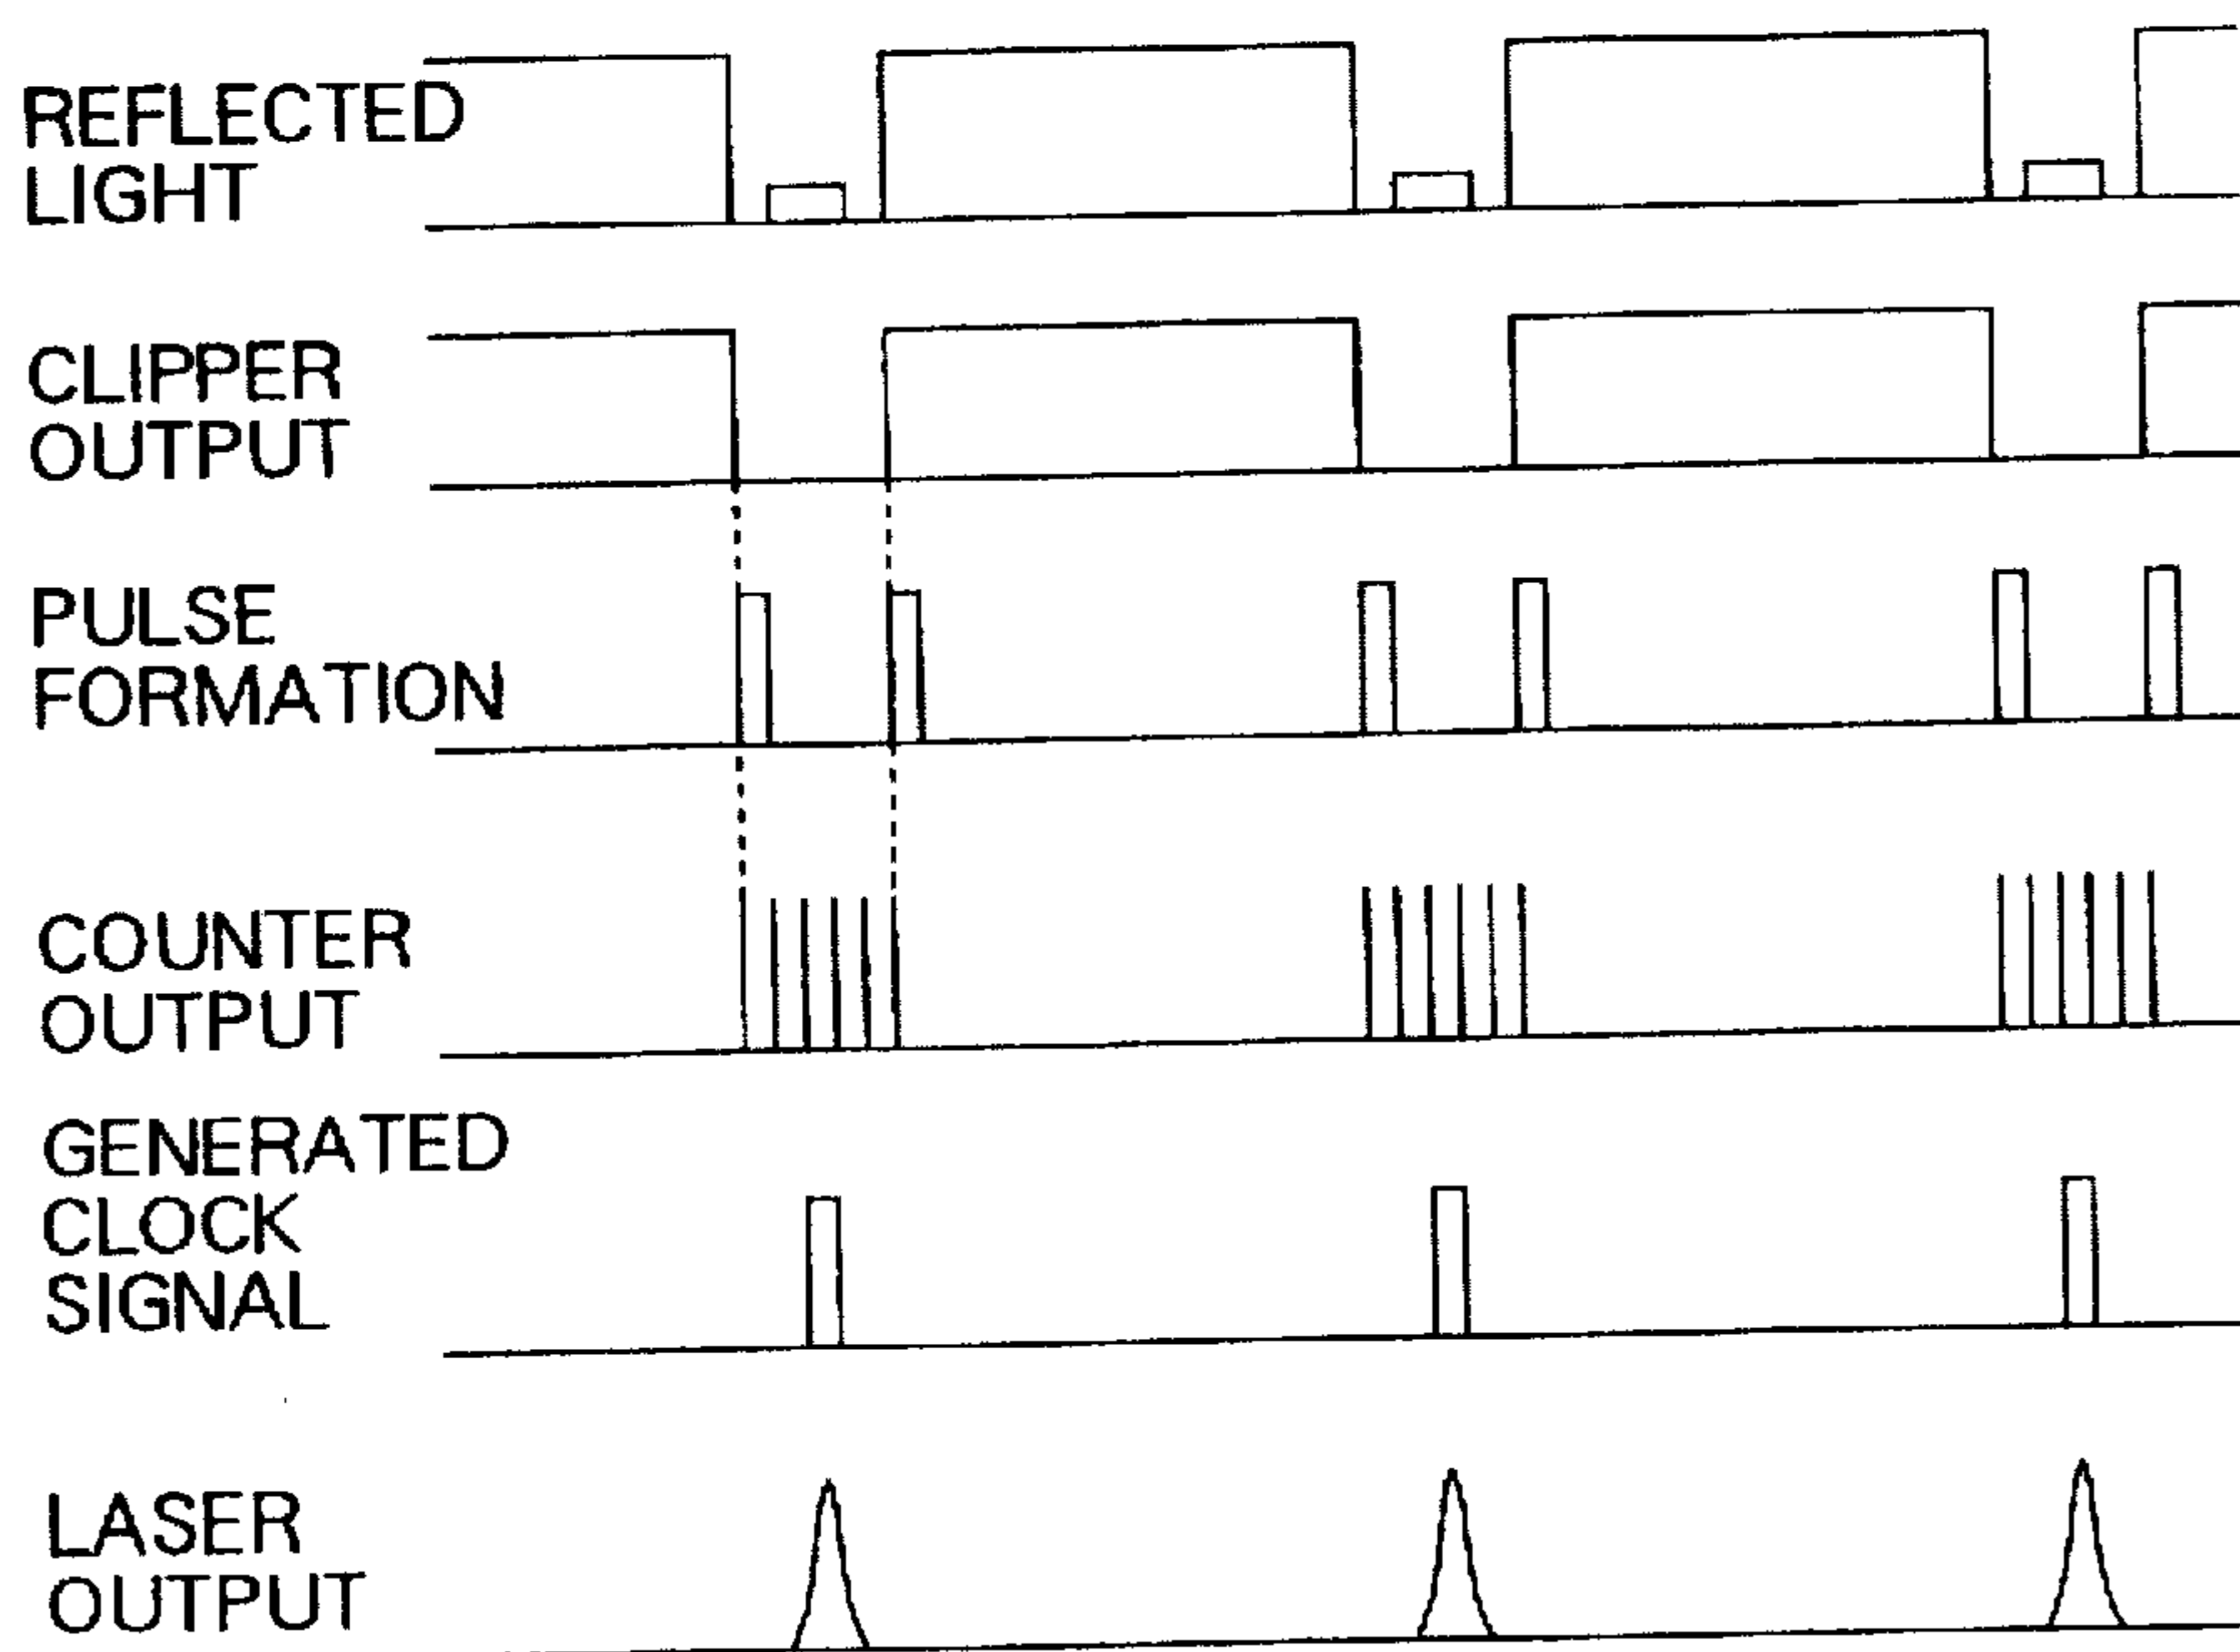 REFLECTED
LIGHT
CLIPPER
OUTPUT
PULSE
FORMATION
COUNTER
OUTPUT
GENERATED
CLOCK
SIGNAL
LASER
OUTPUT